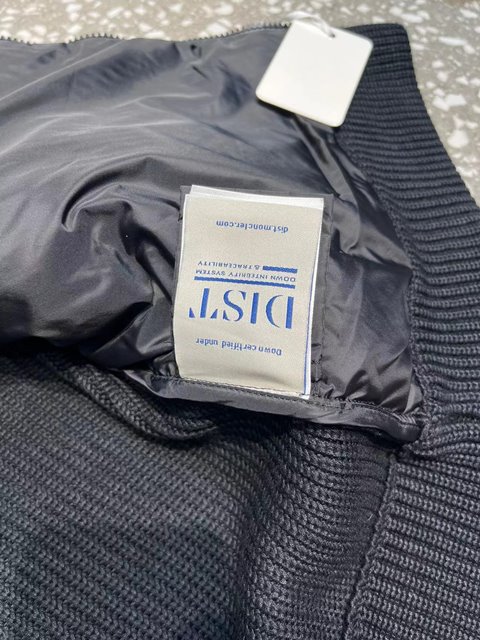 Down certified under
DIST
DOWN INTEGRITY SYSTEM
& TRACEABILITY
dist.moncler.com